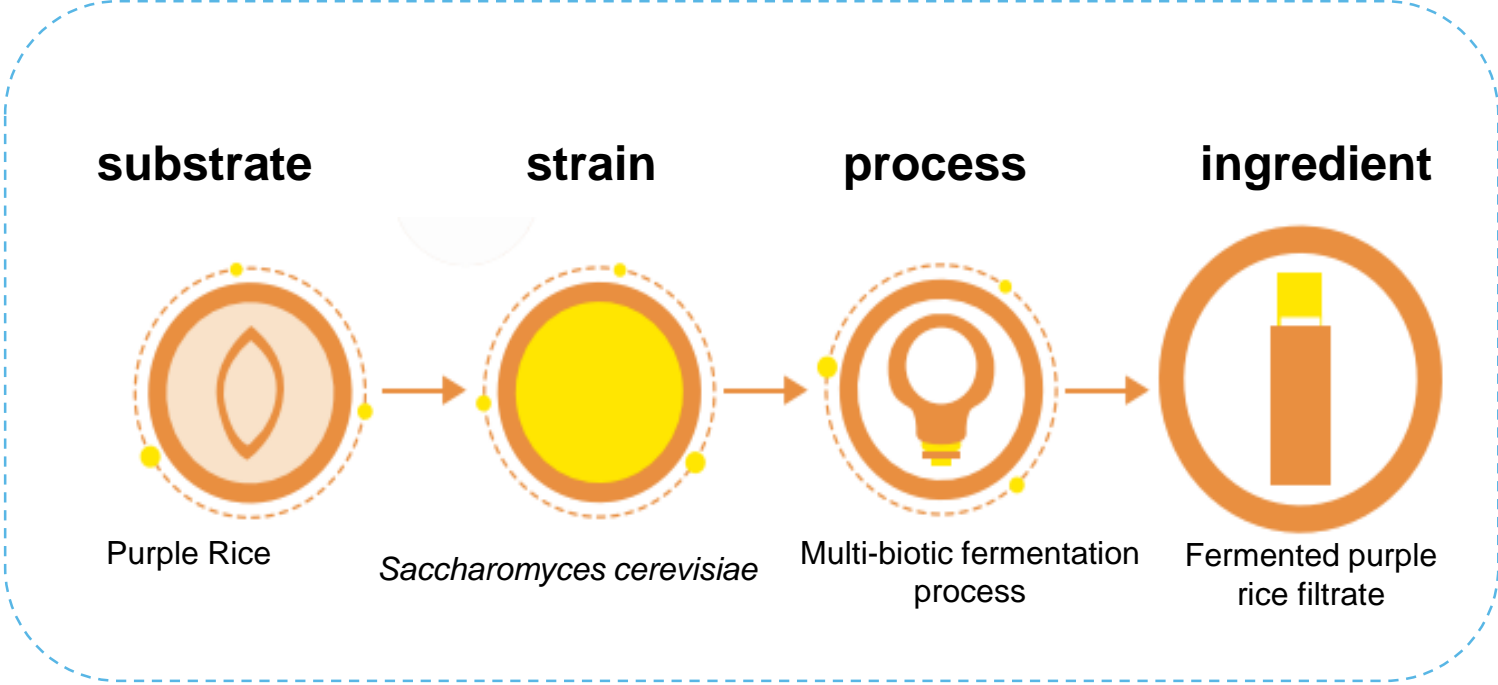 substrate
strain
process
ingredient
Purple Rice
Saccharomyces cerevisiae
Multi-biotic fermentation
process
Fermented purple
rice filtrate